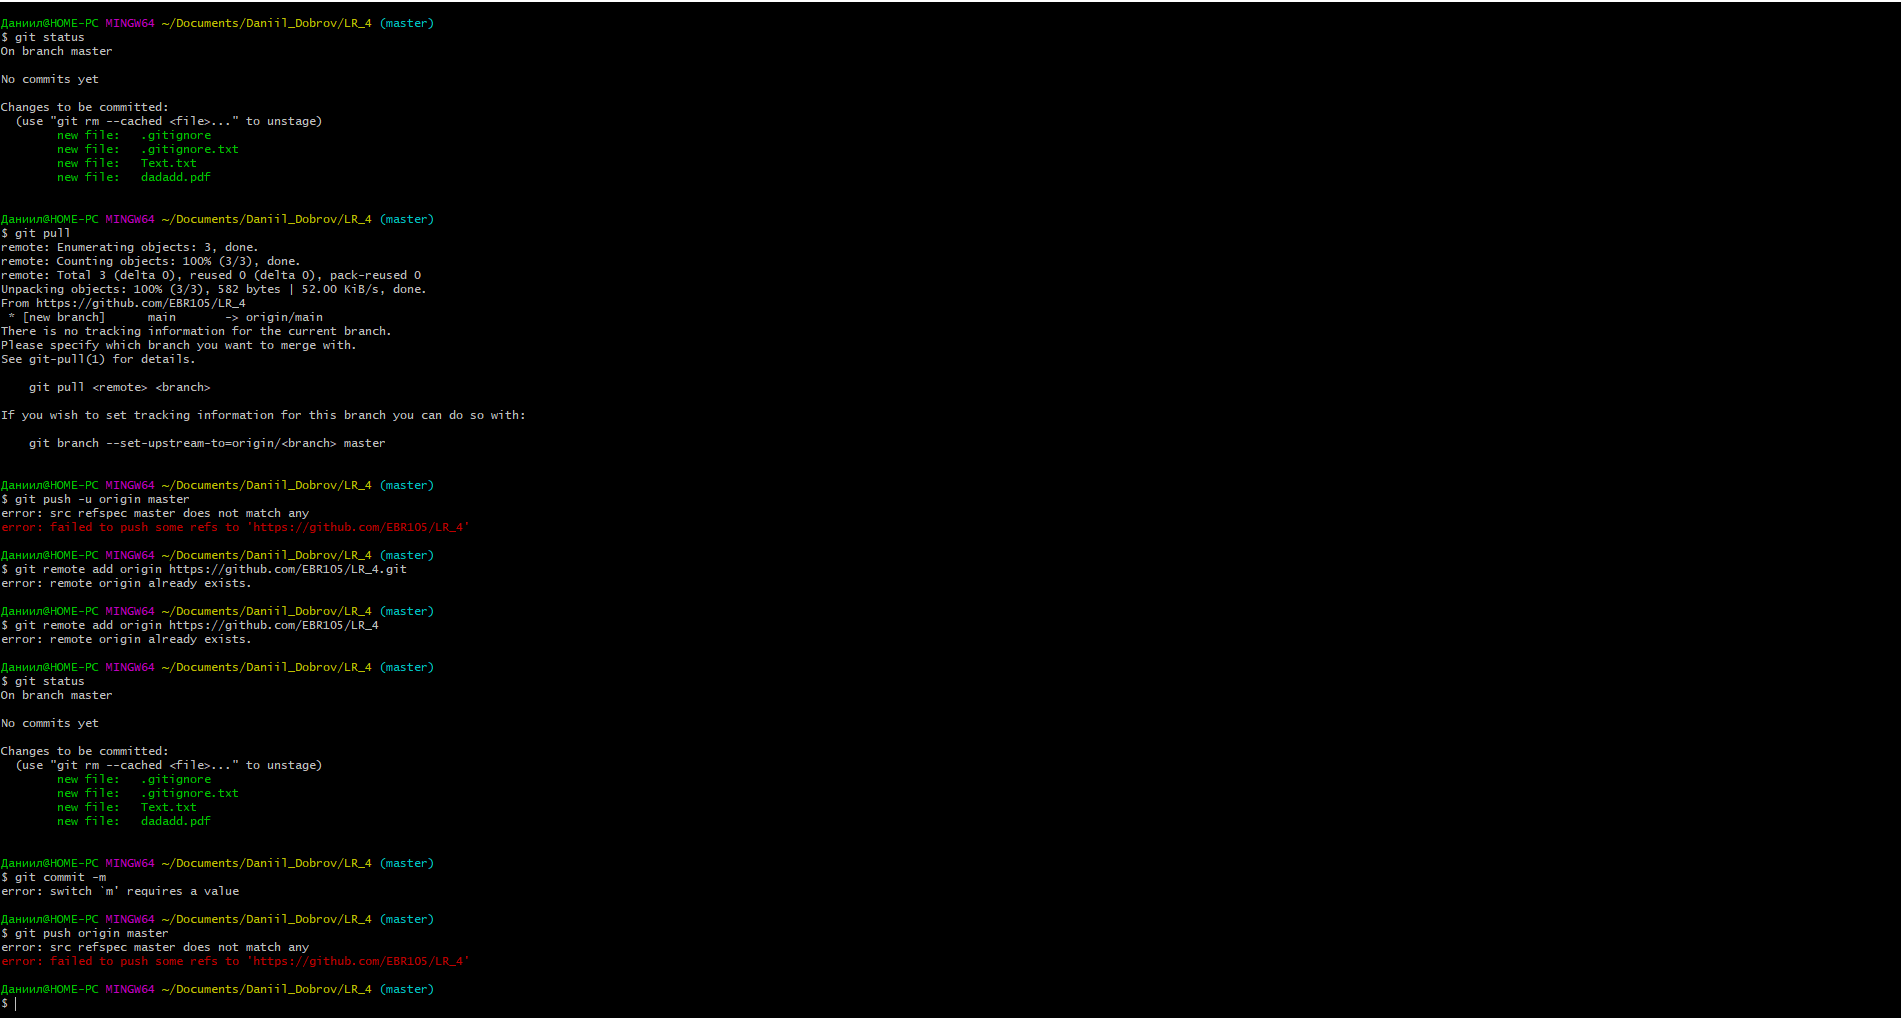 Даниил@HOME-PC MINGW64 ~/Documents/Daniil_Dobrov/LR_4 (master)
$ git status
On branch master
No commits yet
Changes to be committed:
(use "git rm --cached <file>..." to unstage)
new file: .gitignore
new file: .gitignore.txt
new file: Text.txt
new file: dadadd.pdf
Даниил@HOME-PC MINGW64 ~/Documents/Daniil_Dobrov/LR_4 (master)
$ git pull
remote: Enumerating objects: 3, done.
remote: Counting objects: 100% (3/3), done.
remote: Total 3 (delta 0), reused 0 (delta 0), pack-reused 0
Unpacking objects: 100% (3/3), 582 bytes | 52.00 KiB/s, done.
From https://github.com/EBR105/LR_4
* [new branch] main -> origin/main
There is no tracking information for the current branch.
Please specify which branch you want to merge with.
See git-pull(1) for details.
git pull <remote> <branch>
If you wish to set tracking information for this branch you can do so with:
git branch --set-upstream-to=origin/<branch> master
Даниил@HOME-PC MINGW64 ~/Documents/Daniil_Dobrov/LR_4 (master)
$ git push -u origin master
error: src refspec master does not match any
error: failed to push some refs to 'https://github.com/EBR105/LR_4'
Даниил@HOME-PC MINGW64 ~/Documents/Daniil_Dobrov/LR_4 (master)
$ git remote add origin https://github.com/EBR105/LR_4.git
error: remote origin already exists.
Даниил@HOME-PC MINGW64 ~/Documents/Daniil_Dobrov/LR_4 (master)
$ git remote add origin https://github.com/EBR105/LR_4
error: remote origin already exists.
Даниил@HOME-PC MINGW64 ~/Documents/Daniil_Dobrov/LR_4 (master)
$ git status
On branch master
No commits yet
Changes to be committed:
(use "git rm --cached <file>..." to unstage)
new file: .gitignore
new file: .gitignore.txt
new file: Text.txt
new file: dadadd.pdf
Даниил@HOME-PC MINGW64 ~/Documents/Daniil_Dobrov/LR_4 (master)
$ git commit -m
error: switch `m' requires a value
Даниил@HOME-PC MINGW64 ~/Documents/Daniil_Dobrov/LR_4 (master)
$ git push origin master
error: src refspec master does not match any
error: failed to push some refs to 'https://github.com/EBR105/LR_4'
Даниил@HOME-PC MINGW64 ~/Documents/Daniil_Dobrov/LR_4 (master)
$